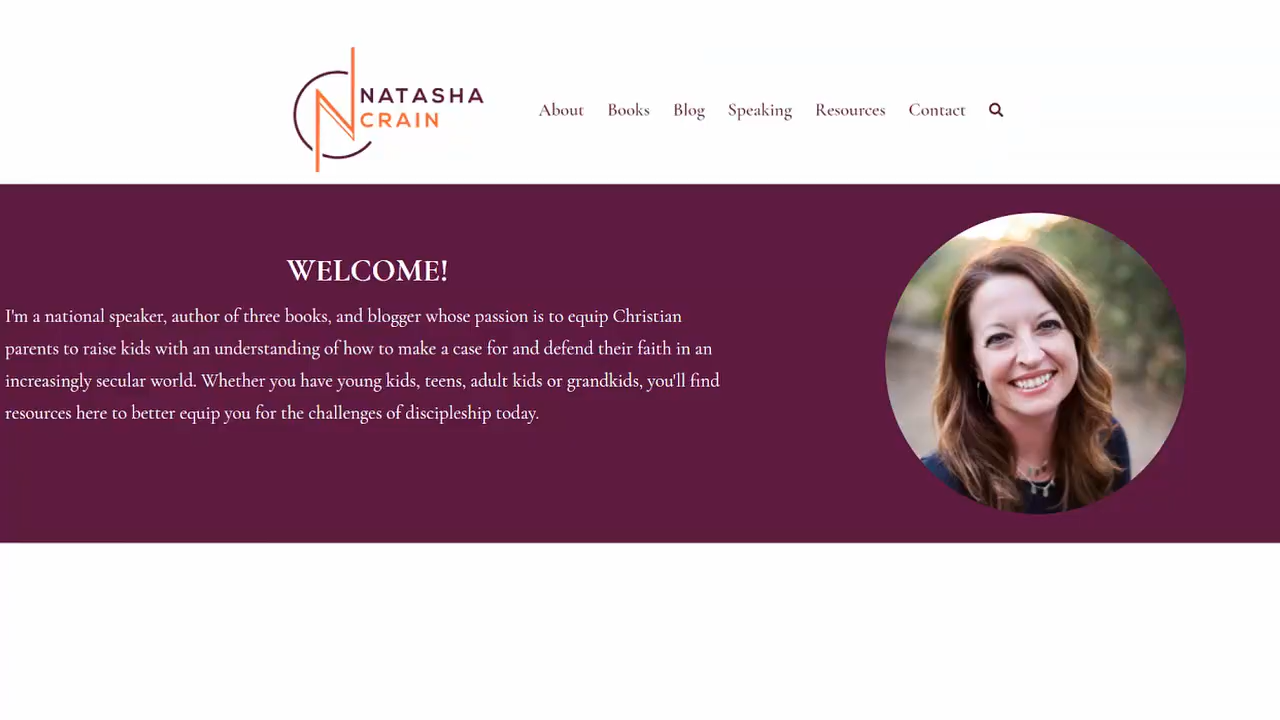 NATASHA
CRAIN
About Books Blog Speaking Resources Contact
WELCOME!
I'm a national speaker, author of three books, and blogger whose passion is to equip Christian
parents to raise kids with an understanding of how to make a case for and defend their faith in an
increasingly secular world. Whether you have young kids, teens, adult kids or grandkids, you'll find
resources here to better equip you for the challenges of discipleship today.